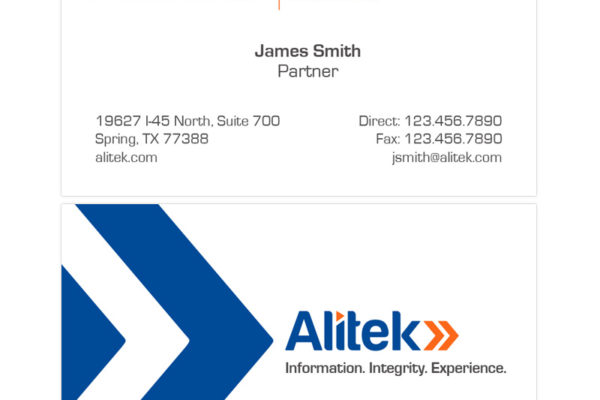 James Smith
Partner
19627 I-45 North, Suite 700
Spring, TX 77388
alitek.com
Direct: 123.456.7890
Fax: 123.456.7890
jsmith@alitek.com
Alitek
Information. Integrity. Experience.